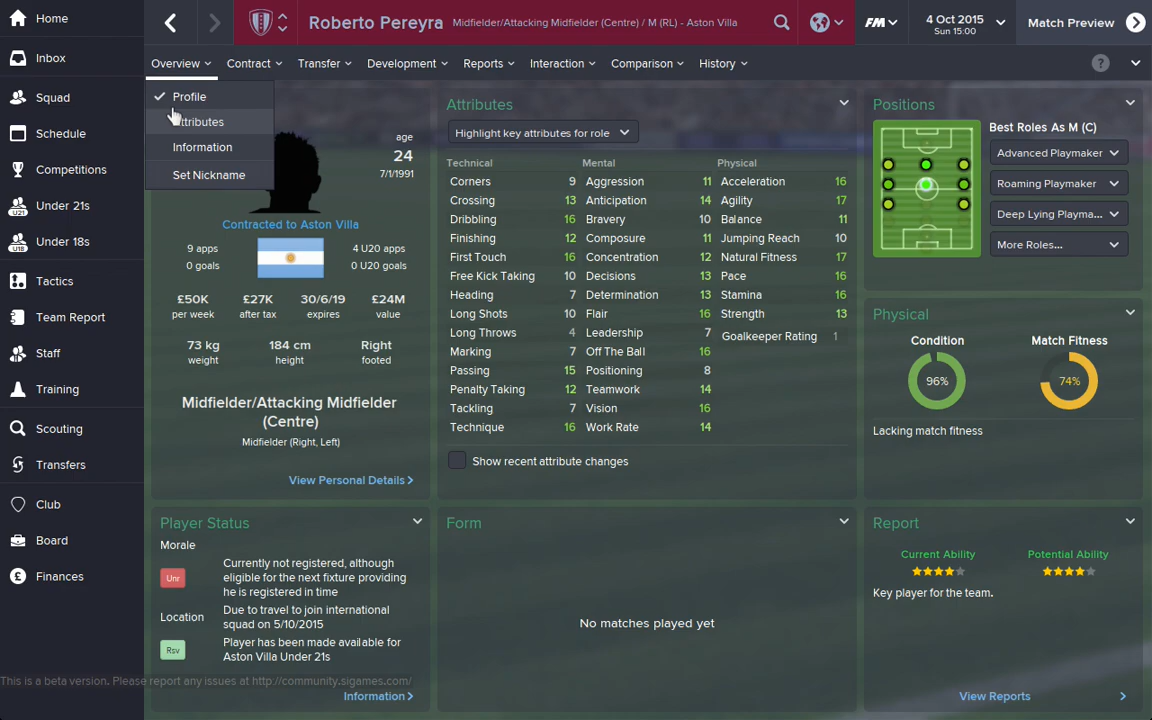 Home
Inbox
Squad
Schedule
Competitions
U21
Under 21s
U18
Under 18s
Tactics
Team Report
Staff
Training
Scouting
Transfers
Club
Board
£
Finances
Roberto Pereyra
Midfielder/Attacking Midfielder (Centre) / M (RL) - Aston Villa
FM
4 Oct 2015
Sun 15:00
Match Preview
Overview
Contract
Transfer
Development
Reports
Interaction
Comparison
History
?
Profile
Information
Set Nickname
age
24
7/1/1991
Contracted to Aston Villa
9 apps
0 goals
4 U20 apps
0 U20 goals
£50K per week
£27K after tax
30/6/19 expires
£24M value
73 kg weight
184 cm height
Right footed
Midfielder/Attacking Midfielder
(Centre)
Midfielder (Right, Left)
View Personal Details
Attributes
Highlight key attributes for role
Technical Mental Physical
Corners 9 Aggression 11 Acceleration 16
Crossing 13 Anticipation 14 Agility 17
Dribbling 16 Bravery 10 Balance 11
Finishing 12 Composure 11 Jumping Reach 10
First Touch 16 Concentration 12 Natural Fitness 17
Free Kick Taking 10 Decisions 13 Pace 16
Heading 7 Determination 13 Stamina 16
Long Shots 10 Flair 16 Strength 13
Long Throws 4 Leadership 7 Goalkeeper Rating 1
Marking 7 Off The Ball 16
Passing 15 Positioning 8
Penalty Taking 12 Teamwork 14
Tackling 7 Vision 16
Technique 16 Work Rate 14
Show recent attribute changes
Positions
Best Roles As M (C)
Advanced Playmaker
Roaming Playmaker
Deep Lying Playma...
More Roles...
Physical
Condition
96%
Match Fitness
74%
Lacking match fitness
Player Status
Morale
Unr
Currently not registered, although
eligible for the next fixture providing
he is registered in time
Location
Due to travel to join international
squad on 5/10/2015
Rsv
Player has been made available for
Aston Villa Under 21s
Information
This is a beta version. Please report any issues at http://community.sigames.com/
Form
No matches played yet
Report
Current Ability
Potential Ability
Key player for the team.
View Reports